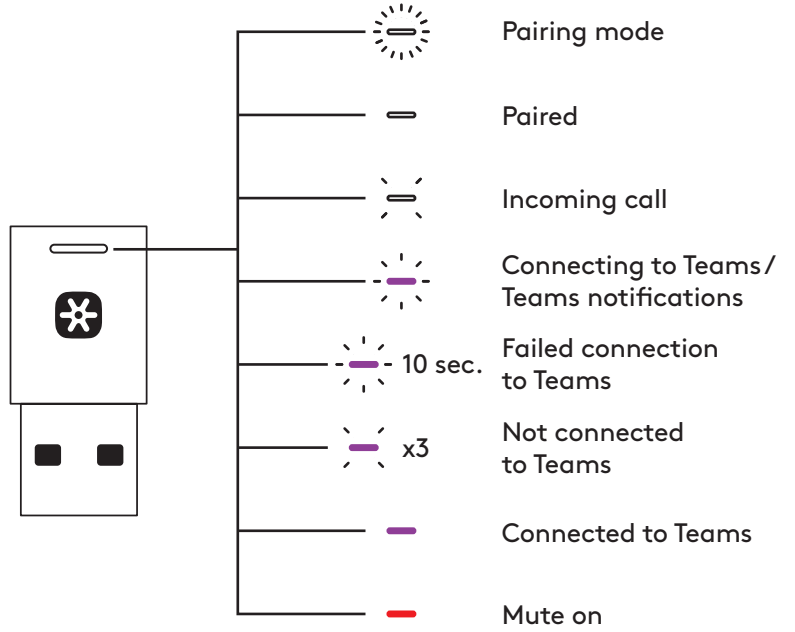 Pairing mode
Paired
Incoming call
Connecting to Teams/
Teams notifications
10 sec.
Failed connection
to Teams
x3
Not connected
to Teams
Connected to Teams
Mute on